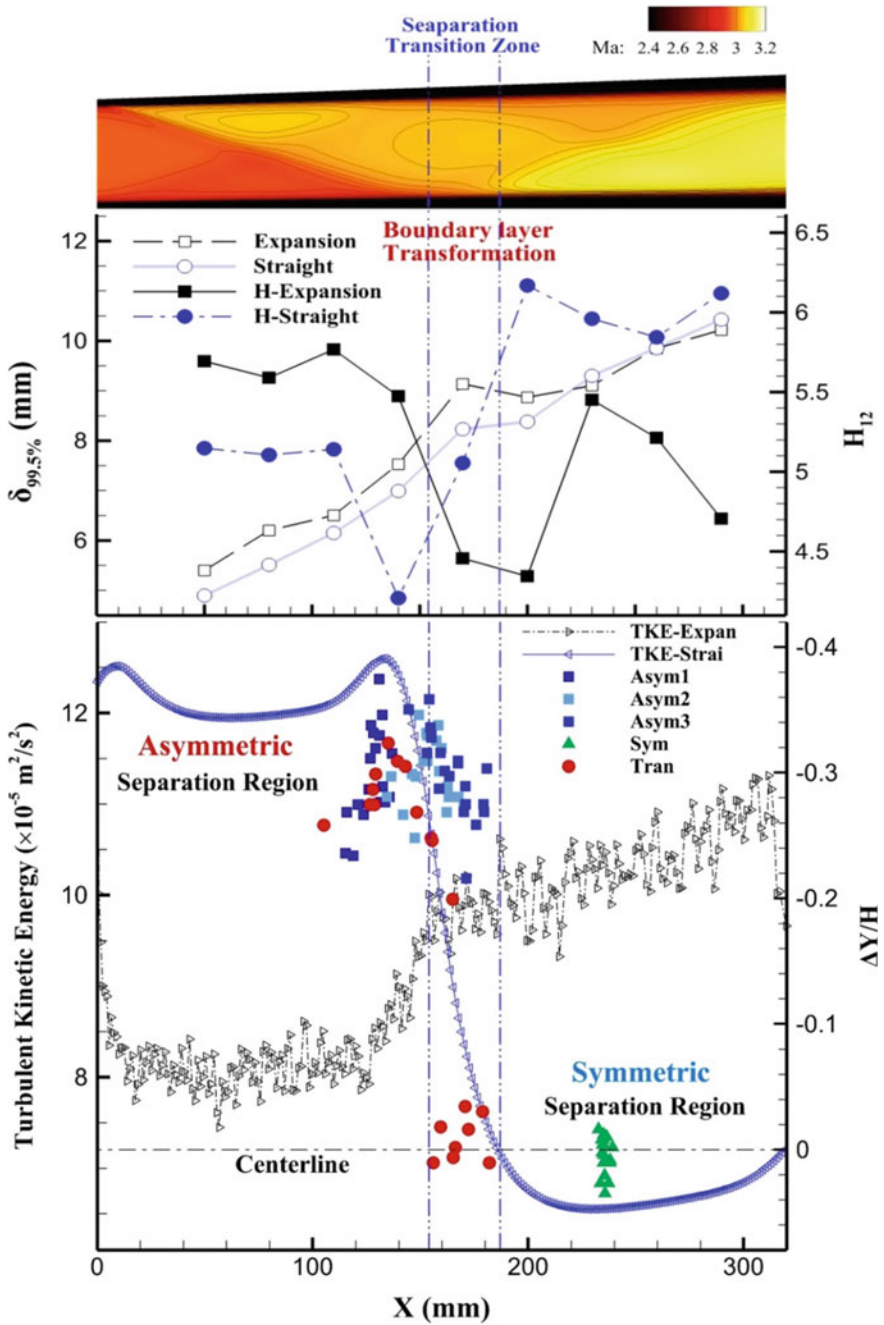 Seaparation
Transition Zone
Ma: 2.4 2.6 2.8 3 3.2
Boundary layer
Transformation
Expansion
Straight
H-Expansion
H-Straight
12
10
8
6
δ99.5% (mm)
6.5
6
5.5
5
4.5
H12
TKE-Expan
TKE-Strai
Asym1
Asym2
Asym3
Sym
Tran
Asymmetric
Separation Region
Symmetric
Separation Region
Centerline
12
10
8
Turbulent Kinetic Energy (×10-5 m2/s2)
-0.4
-0.3
-0.2
-0.1
0
ΔY/H
0 100 200 300
X (mm)